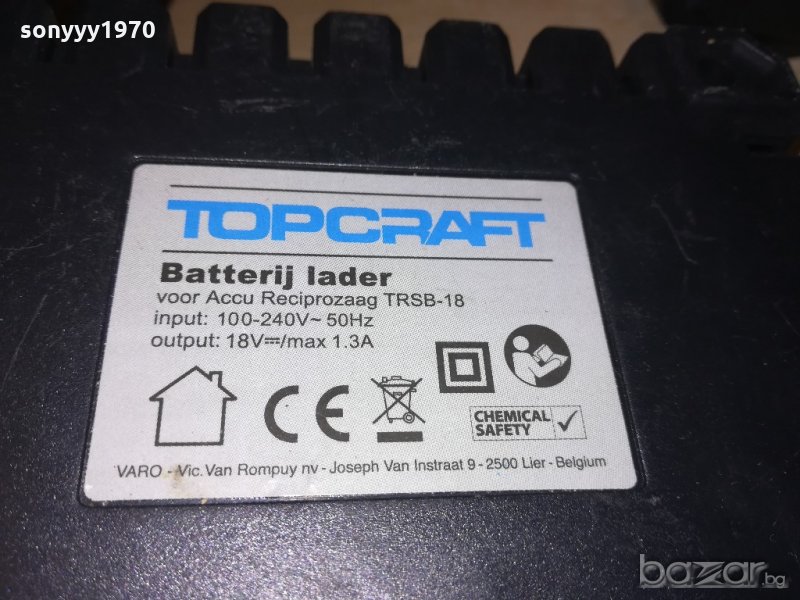 sonyyy1970
TOPCRAFT
Batterij lader
voor Accu Reciprozaag TRSB-18
input: 100-240V~ 50Hz
output: 18V⎓/max 1.3A
CE
CHEMICAL
SAFETY
VARO - Vic. Van Rompuy nv - Joseph Van Instraat 9 - 2500 Lier - Belgium
bazar.bg